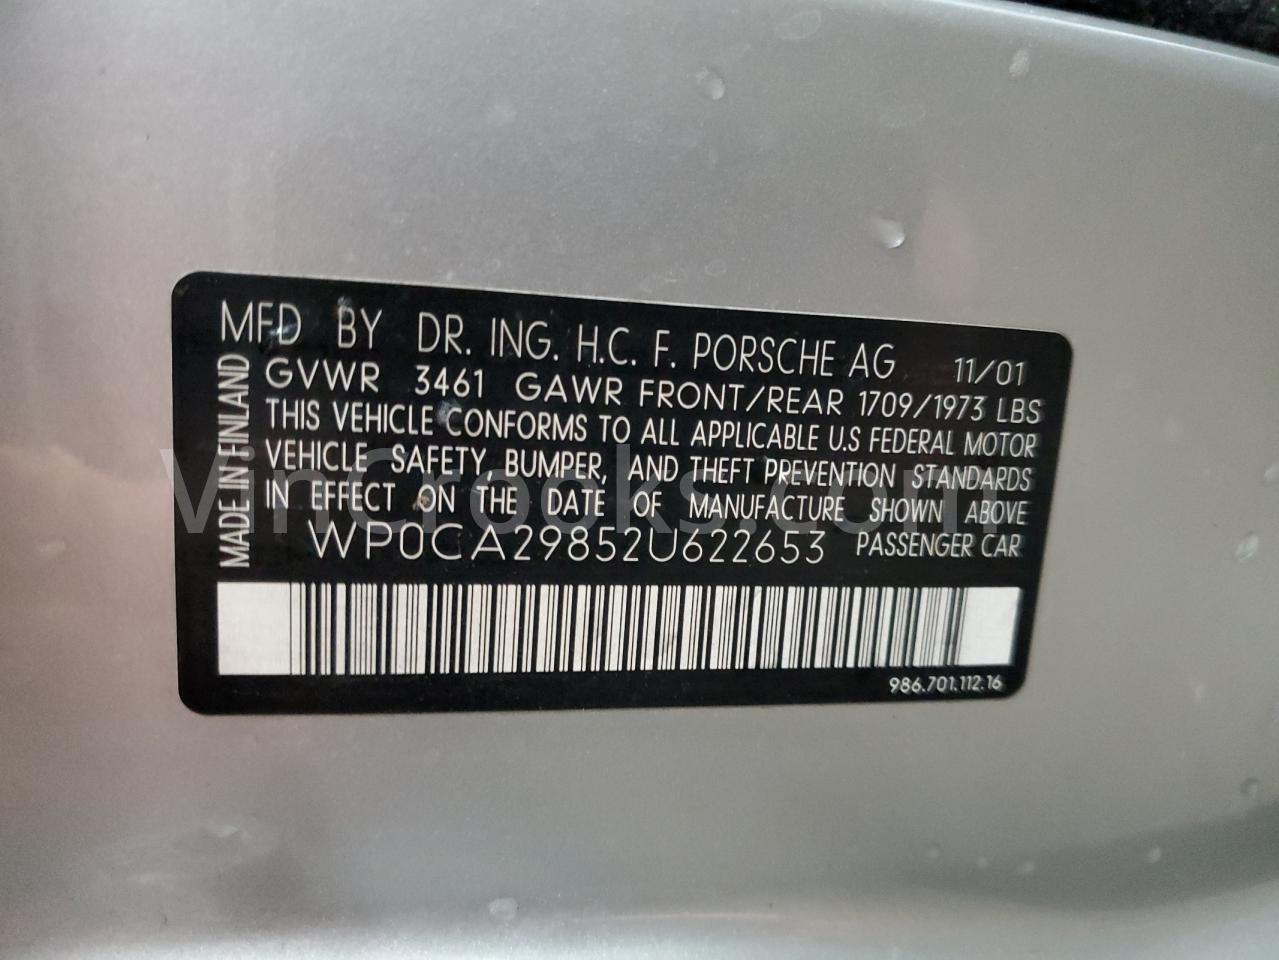 MFD BY DR. ING. H.C. F. PORSCHE AG 11/01
MADE IN FINLAND
GVWR 3461 GAWR FRONT/REAR 1709/1973 LBS
THIS VEHICLE CONFORMS TO ALL APPLICABLE U.S FEDERAL MOTOR
VEHICLE SAFETY, BUMPER, AND THEFT PREVENTION STANDARDS
IN EFFECT ON THE DATE OF MANUFACTURE SHOWN ABOVE
WP0CA29852U622653 PASSENGER CAR
986.701.112.16
VinCrooks.com